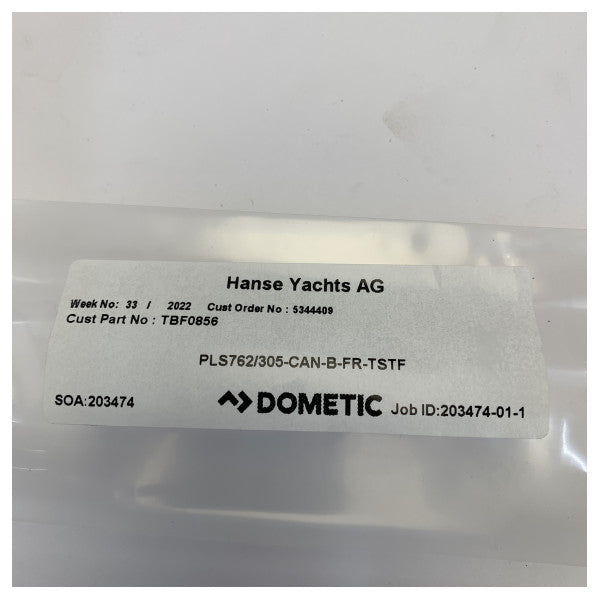 Hanse Yachts AG
Week No: 33 / 2022 Cust Order No : 5344409
Cust Part No : TBF0856
PLS762/305-CAN-B-FR-TSTF
SOA:203474 DOMETIC Job ID:203474-01-1